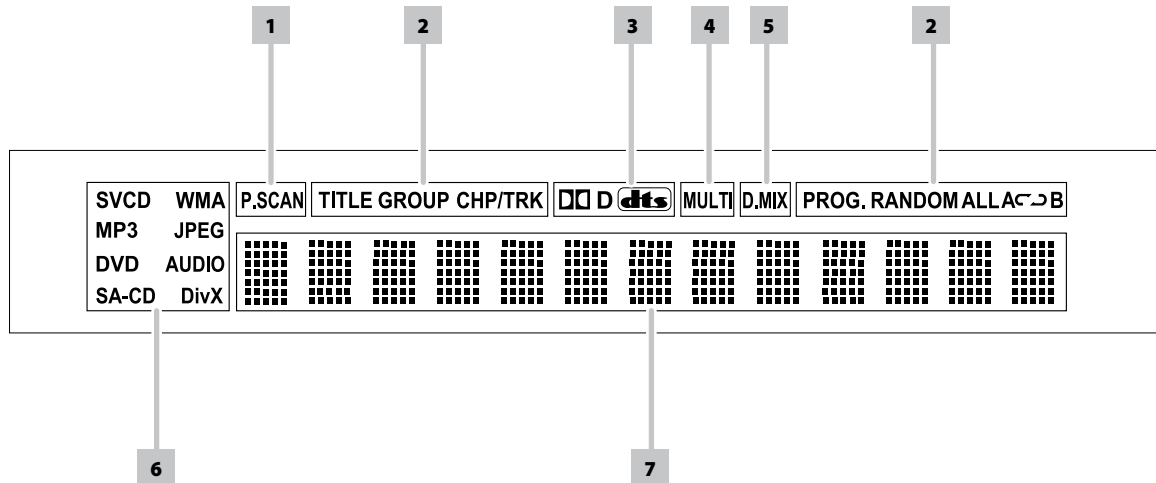 1 2 3 4 5 2
P.SCAN TITLE GROUP CHP/TRK D dts MULTI D.MIX PROG. RANDOM ALL A B
SVCD WMA
MP3 JPEG
DVD AUDIO
SA-CD DivX
6 7